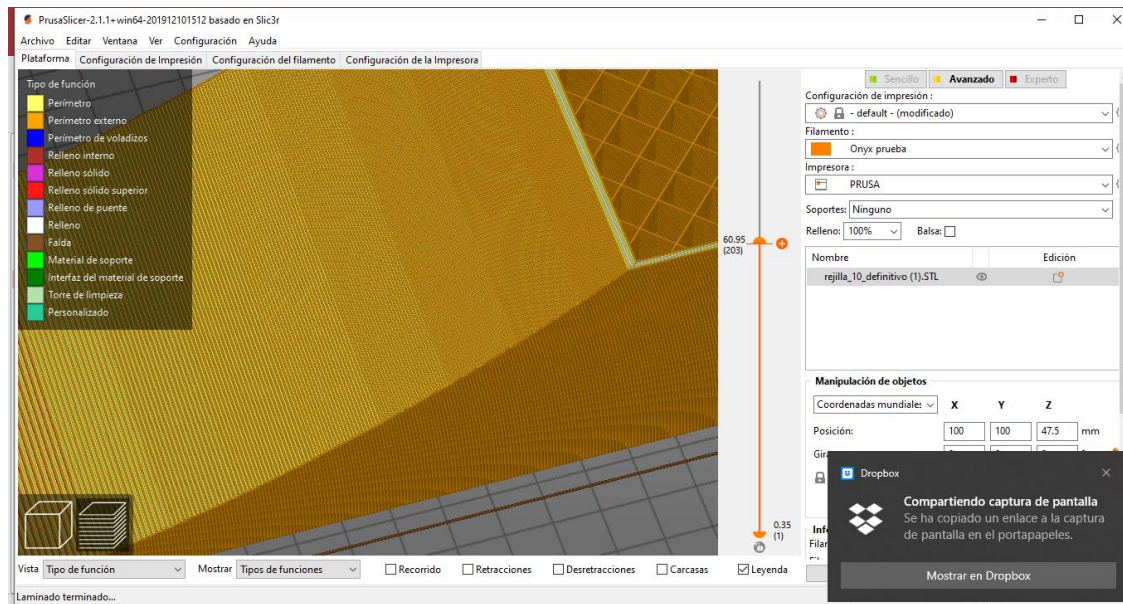 PrusaSlicer-2.1.1+win64-201912101512 basado en Slic3r
Archivo Editar Ventana Ver Configuración Ayuda
Plataforma Configuración de Impresión Configuración del filamento Configuración de la Impresora
Tipo de función
Perímetro
Perímetro externo
Perímetro de voladizos
Relleno interno
Relleno sólido
Relleno sólido superior
Relleno de puente
Relleno
Falda
Material de soporte
Interfaz del material de soporte
Torre de limpieza
Personalizado
60.95
(203)
0.35
(1)
Sencillo Avanzado Experto
Configuración de impresión :
- default - (modificado)
Filamento :
Onyx prueba
Impresora :
PRUSA
Soportes: Ninguno
Relleno: 100% Balsa:
Nombre Edición
rejilla_10_definitivo (1).STL
Manipulación de objetos
Coordenadas mundiales X Y Z
Posición: 100 100 47.5 mm
Dropbox
Compartiendo captura de pantalla
Se ha copiado un enlace a la captura
de pantalla en el portapapeles.
Mostrar en Dropbox
Vista Tipo de función Mostrar Tipos de funciones Recorrido Retracciones Desretracciones Carcasas Leyenda
Laminado terminado...